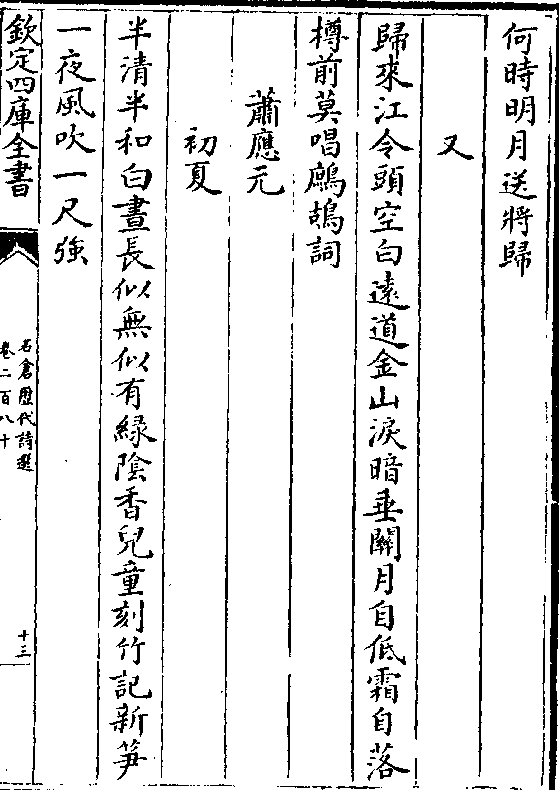 何時明月送將歸
又
歸來江令頭空白遠道金山淚暗垂關月自低霜自落
樽前莫唱鷓鴣詞
蕭應元
初夏
半清半和白晝長似無似有緑陰香兒童刻竹記新笋
一夜風吹一尺強
欽定四庫全書
石倉歷代詩選
卷二百八十
十三